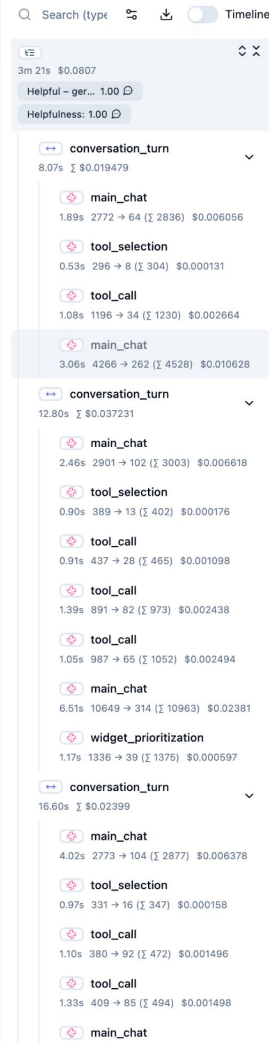 Search (type
Timeline
3m 21s $0.0807
Helpful – ger... 1.00
Helpfulness: 1.00
conversation_turn
8.07s ∑ $0.019479
main_chat
1.89s 2772 → 64 (∑ 2836) $0.006056
tool_selection
0.53s 296 → 8 (∑ 304) $0.000131
tool_call
1.08s 1196 → 34 (∑ 1230) $0.002664
main_chat
3.06s 4266 → 262 (∑ 4528) $0.010628
conversation_turn
12.80s ∑ $0.037231
main_chat
2.46s 2901 → 102 (∑ 3003) $0.006618
tool_selection
0.90s 389 → 13 (∑ 402) $0.000176
tool_call
0.91s 437 → 28 (∑ 465) $0.001098
tool_call
1.39s 891 → 82 (∑ 973) $0.002438
tool_call
1.05s 987 → 65 (∑ 1052) $0.002494
main_chat
6.51s 10649 → 314 (∑ 10963) $0.02381
widget_prioritization
1.17s 1336 → 39 (∑ 1375) $0.000597
conversation_turn
16.60s ∑ $0.02399
main_chat
4.02s 2773 → 104 (∑ 2877) $0.006378
tool_selection
0.97s 331 → 16 (∑ 347) $0.000158
tool_call
1.10s 380 → 92 (∑ 472) $0.001496
tool_call
1.33s 409 → 85 (∑ 494) $0.001498
main_chat